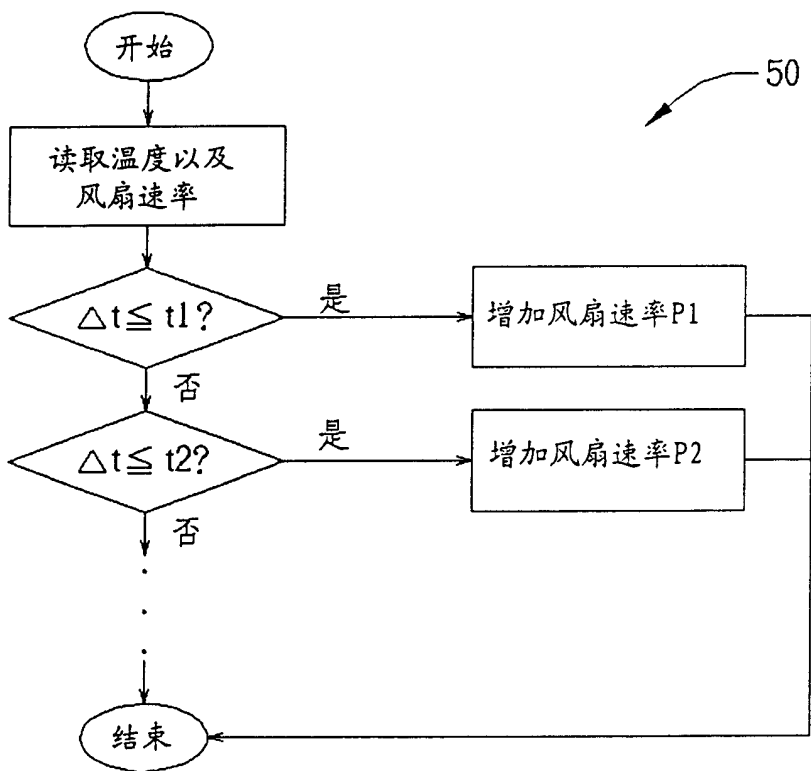 开始
50
读取温度以及
风扇速率
△t≦ t1?
是
增加风扇速率P1
否
△t≦ t2?
是
增加风扇速率P2
否
结束